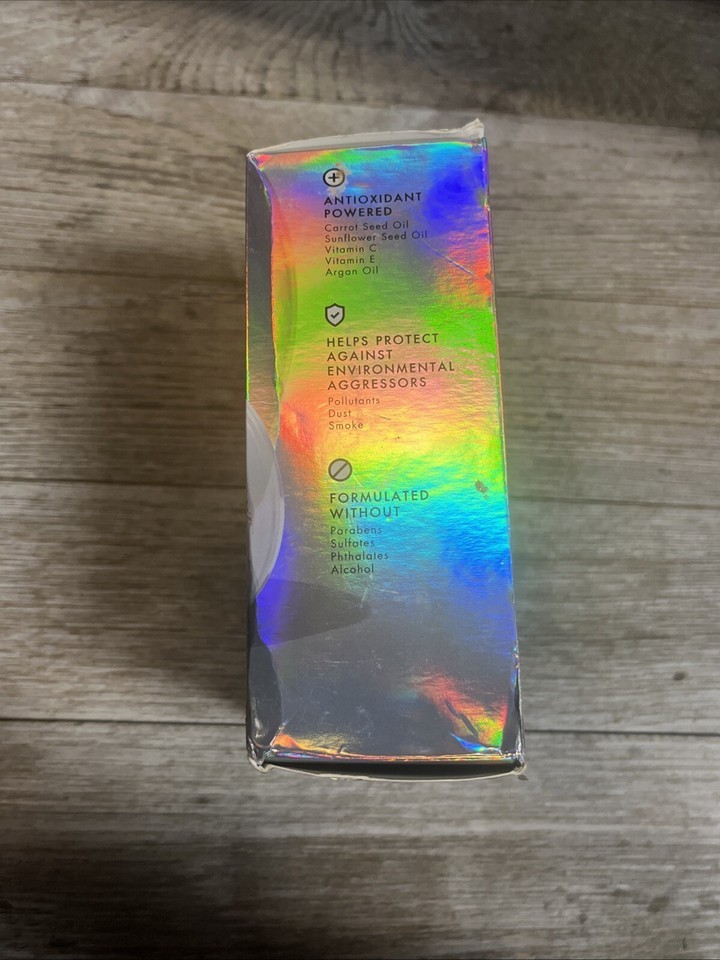 ANTIOXIDANT
POWERED
Carrot Seed Oil
Sunflower Seed Oil
Vitamin C
Vitamin E
Argan Oil
HELPS PROTECT
AGAINST
ENVIRONMENTAL
AGGRESSORS
Pollutants
Dust
Smoke
FORMULATED
WITHOUT
Parabens
Sulfates
Phthalates
Alcohol